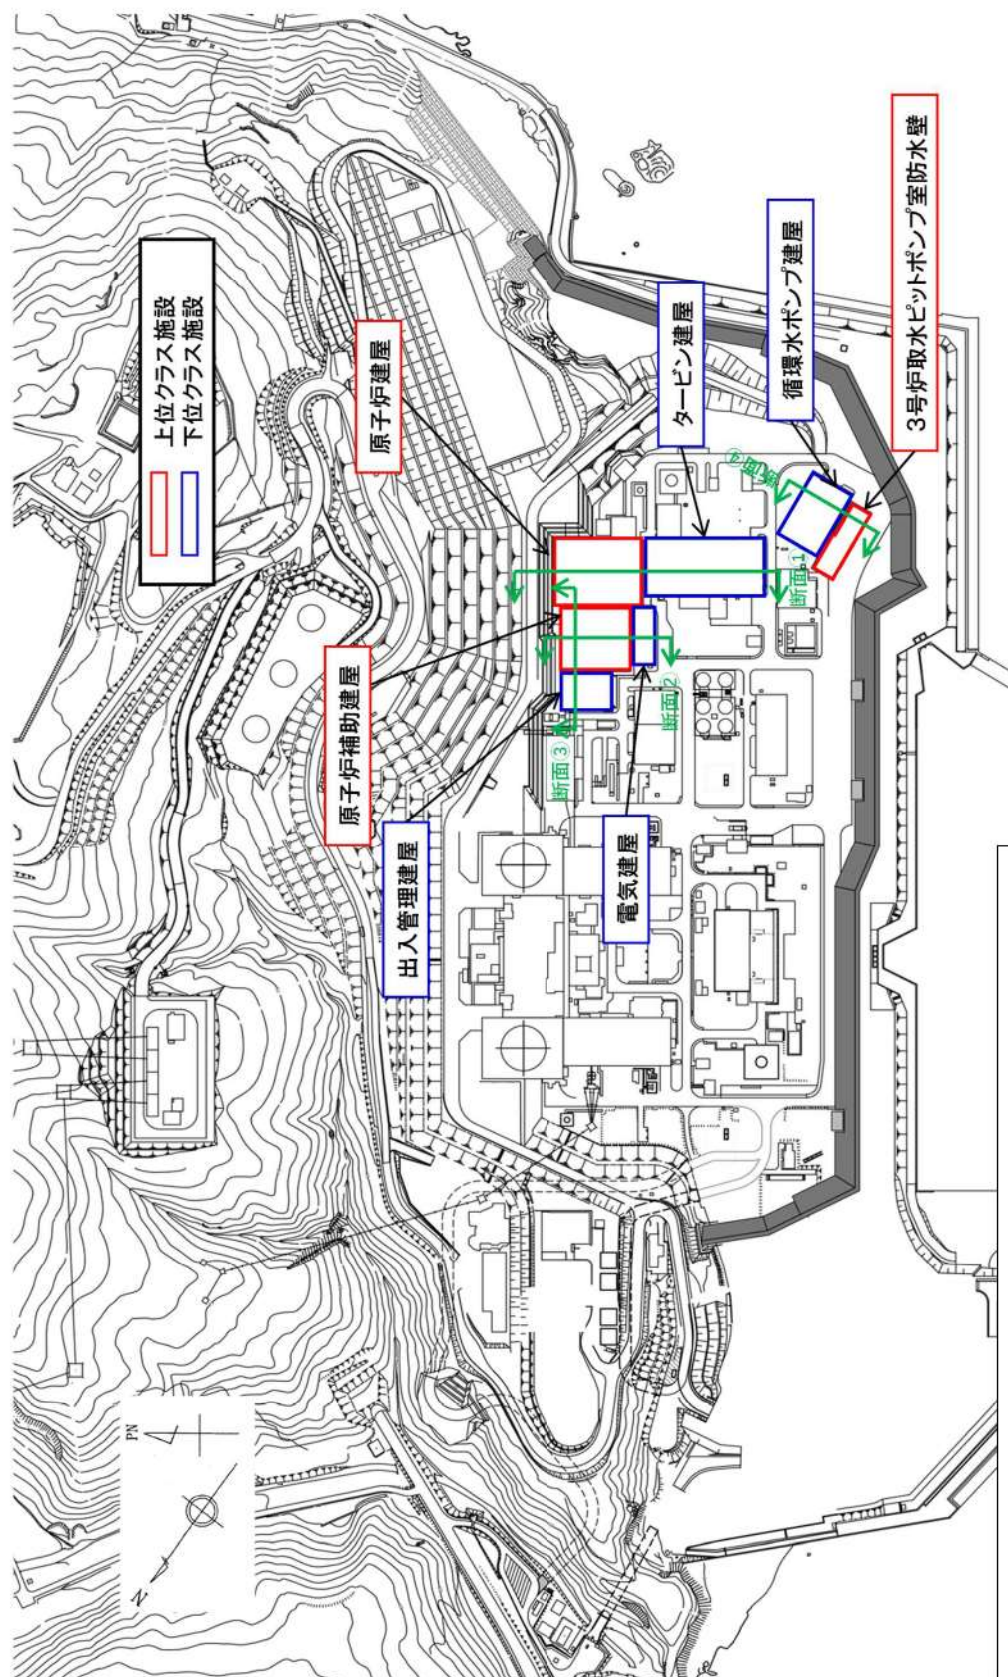 上位クラス施設
下位クラス施設
原子炉建屋
原子炉補助建屋
出入管理建屋
電気建屋
タービン建屋
循環水ポンプ建屋
3号炉取水ピットポンプ室防水壁
断面①
断面②
断面③
断面④
PN
N